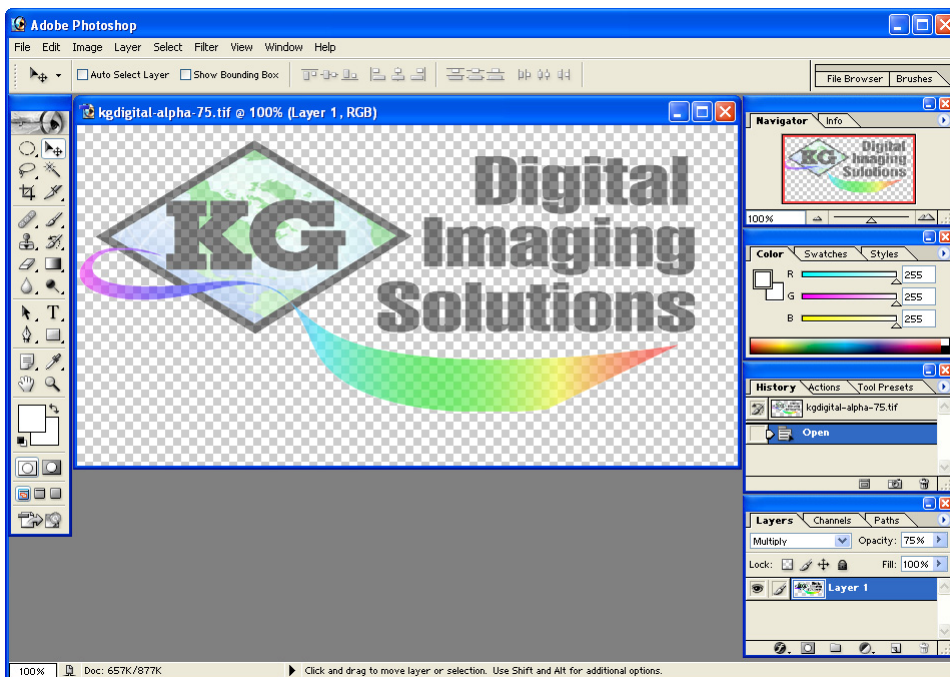 Adobe Photoshop
File Edit Image Layer Select Filter View Window Help
Auto Select Layer Show Bounding Box
File Browser Brushes
kgdigital-alpha-75.tif @ 100% (Layer 1, RGB)
KG
Digital
Imaging
Solutions
T
Navigator Info
KG Digital
Imaging
Solutions
100%
Color Swatches Styles
R 255
G 255
B 255
History Actions Tool Presets
kgdigital-alpha-75.tif
Open
Layers Channels Paths
Multiply Opacity: 75%
Lock: Fill: 100%
Layer 1
100% Doc: 657K/877K Click and drag to move layer or selection. Use Shift and Alt for additional options.